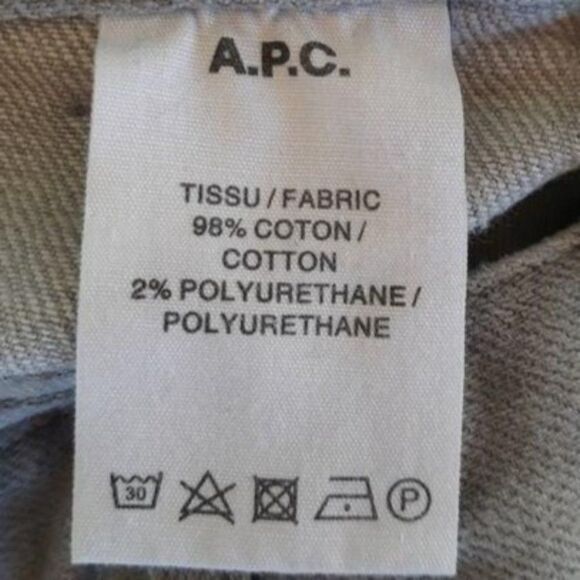 A.P.C.
TISSU / FABRIC
98% COTON /
COTTON
2% POLYURETHANE /
POLYURETHANE
30 P